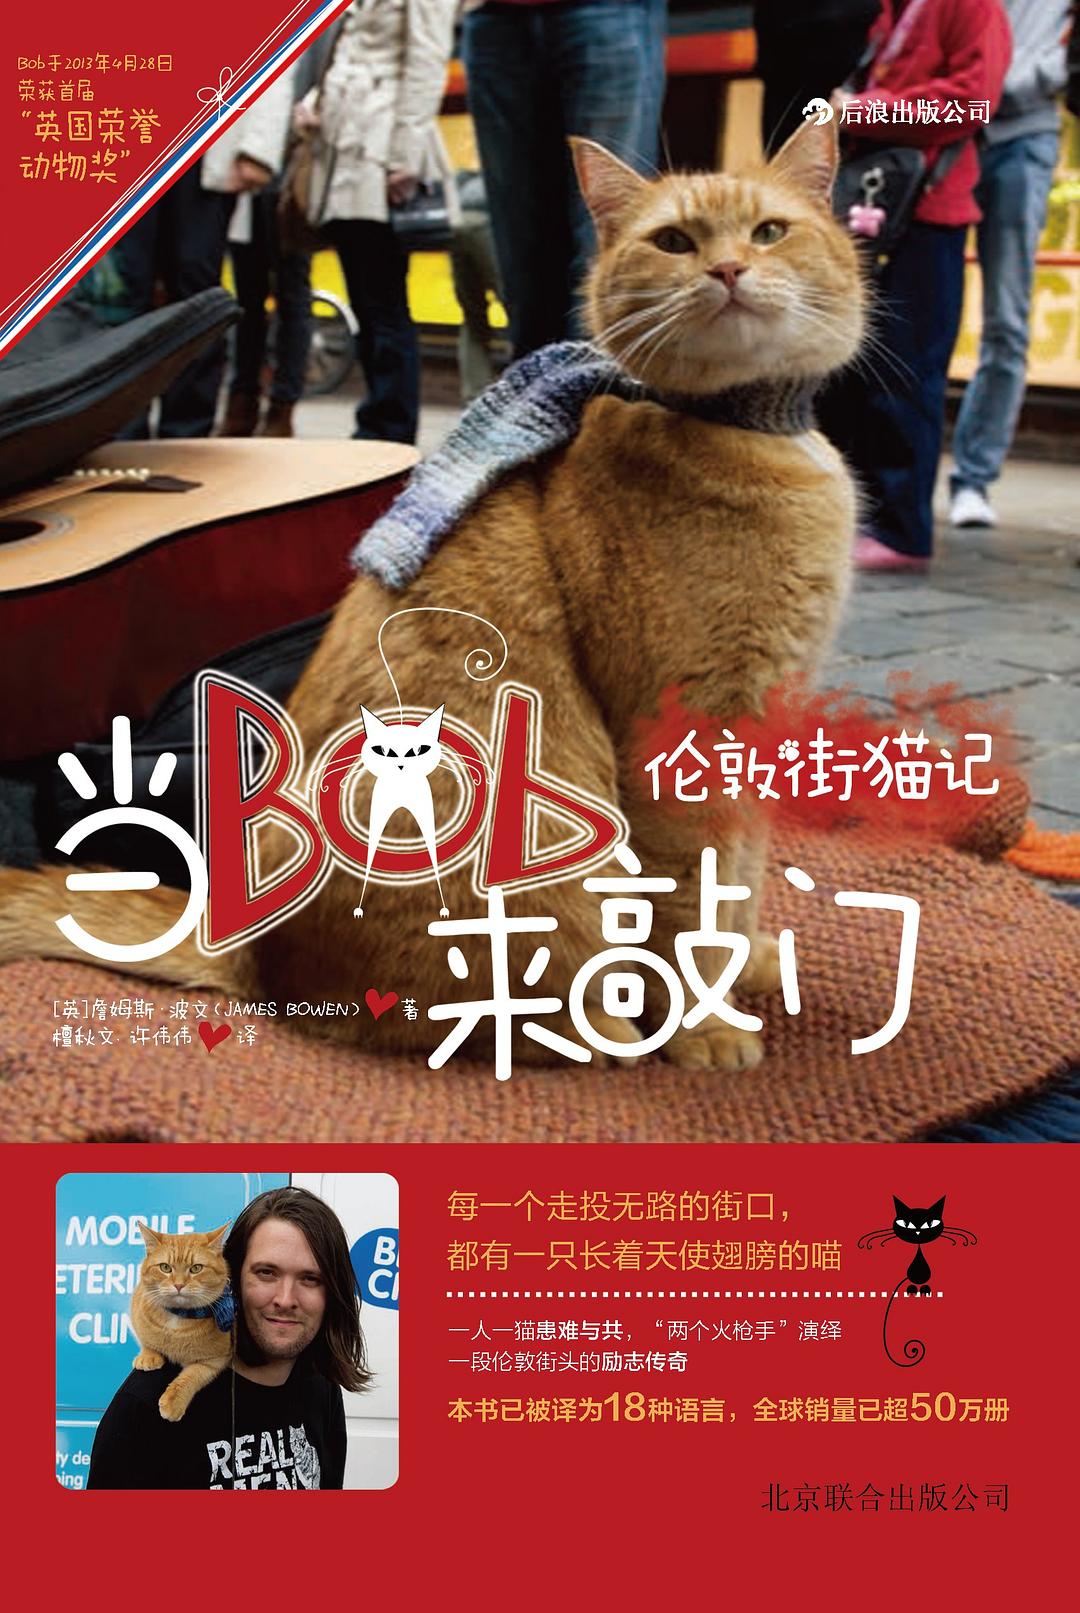 Bob于2013年4月28日
荣获首届
“英国荣誉
动物奖”
后浪出版公司
当Bob
伦敦街猫记
来敲门
[英]詹姆斯·波文(JAMES BOWEN) 著
檀秋文·许伟伟 译
MOBILE
ETERI
CLIN
B
CI
ty de
ping
REAL
MEN
每一个走投无路的街口，
都有一只长着天使翅膀的喵
一人一猫患难与共，“两个火枪手”演绎
一段伦敦街头的励志传奇
本书已被译为18种语言，全球销量已超50万册
北京联合出版公司